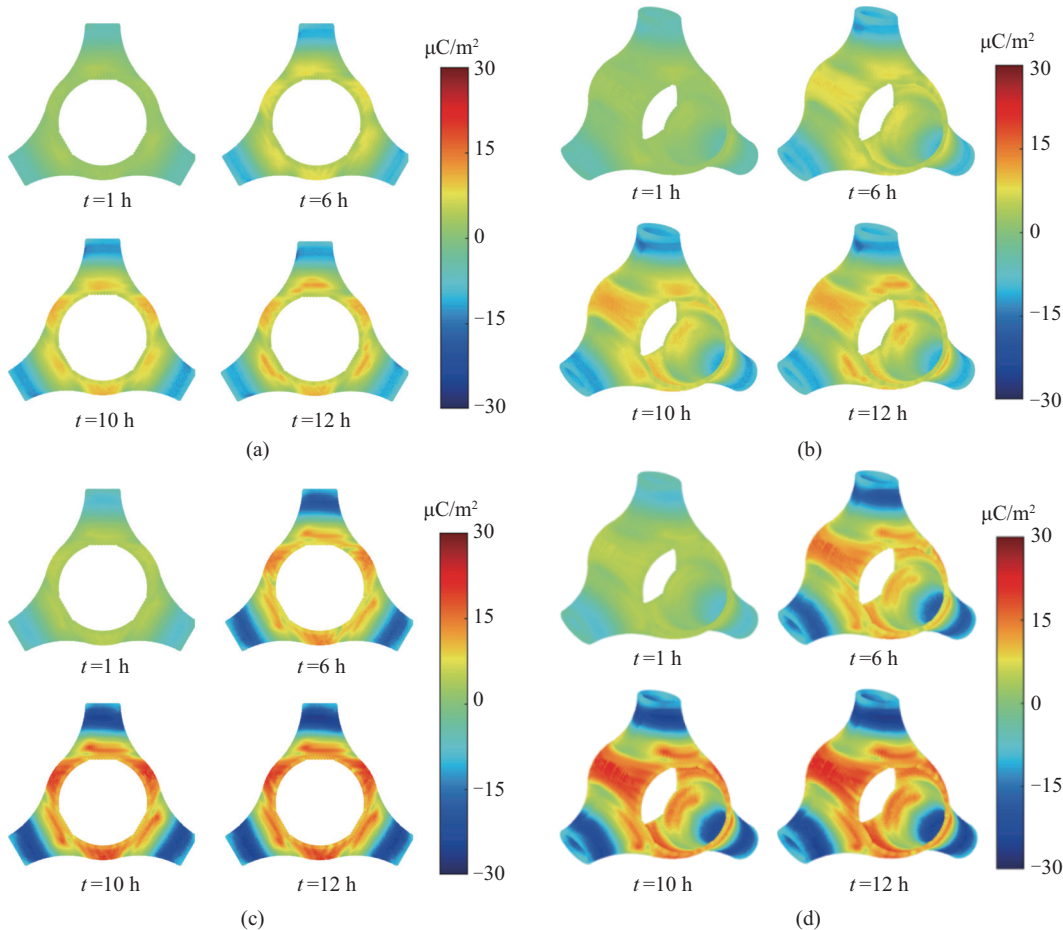 μC/m²
30
15
0
−15
−30
t=1 h
t=6 h
t=10 h
t=12 h
(a)
μC/m²
30
15
0
−15
−30
t=1 h
t=6 h
t=10 h
t=12 h
(b)
μC/m²
30
15
0
−15
−30
t=1 h
t=6 h
t=10 h
t=12 h
(c)
μC/m²
30
15
0
−15
−30
t=1 h
t=6 h
t=10 h
t=12 h
(d)